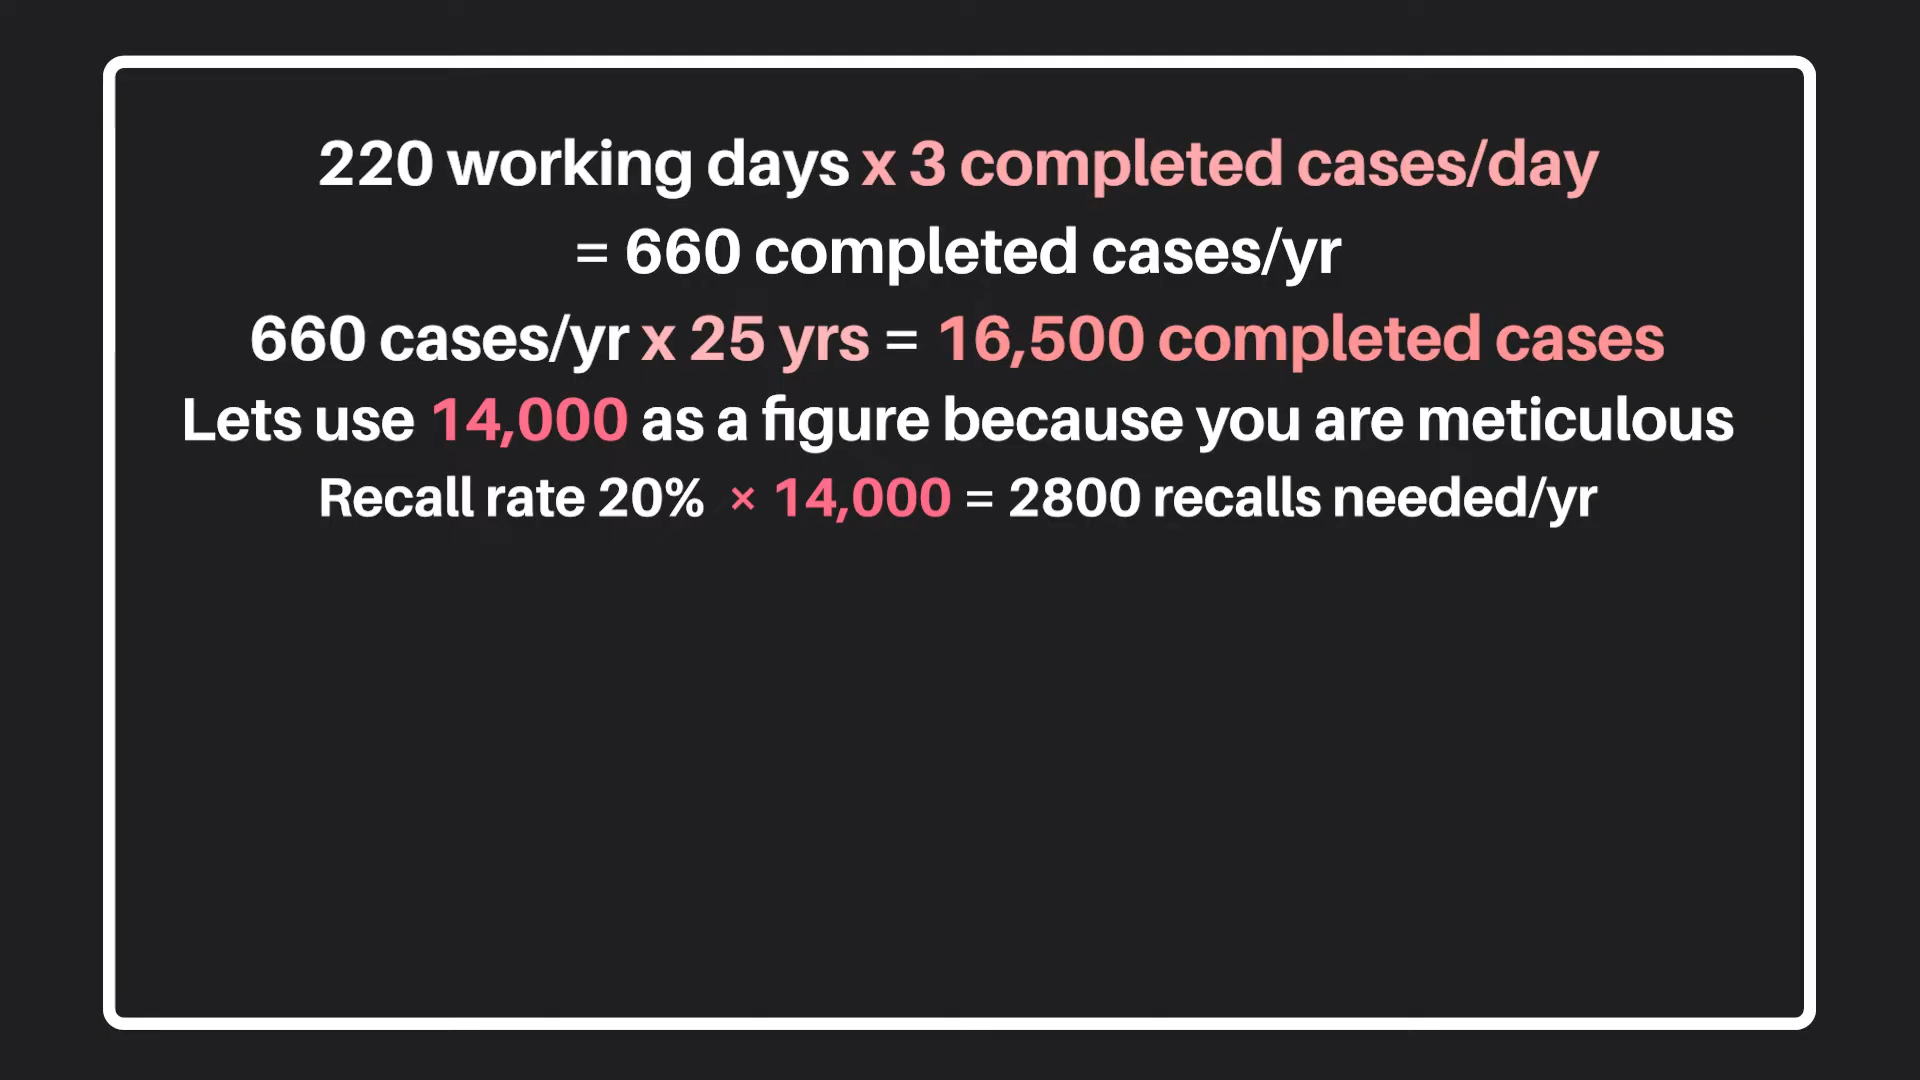 220 working days x 3 completed cases/day
= 660 completed cases/yr
660 cases/yr x 25 yrs = 16,500 completed cases
Lets use 14,000 as a figure because you are meticulous
Recall rate 20% × 14,000 = 2800 recalls needed/yr